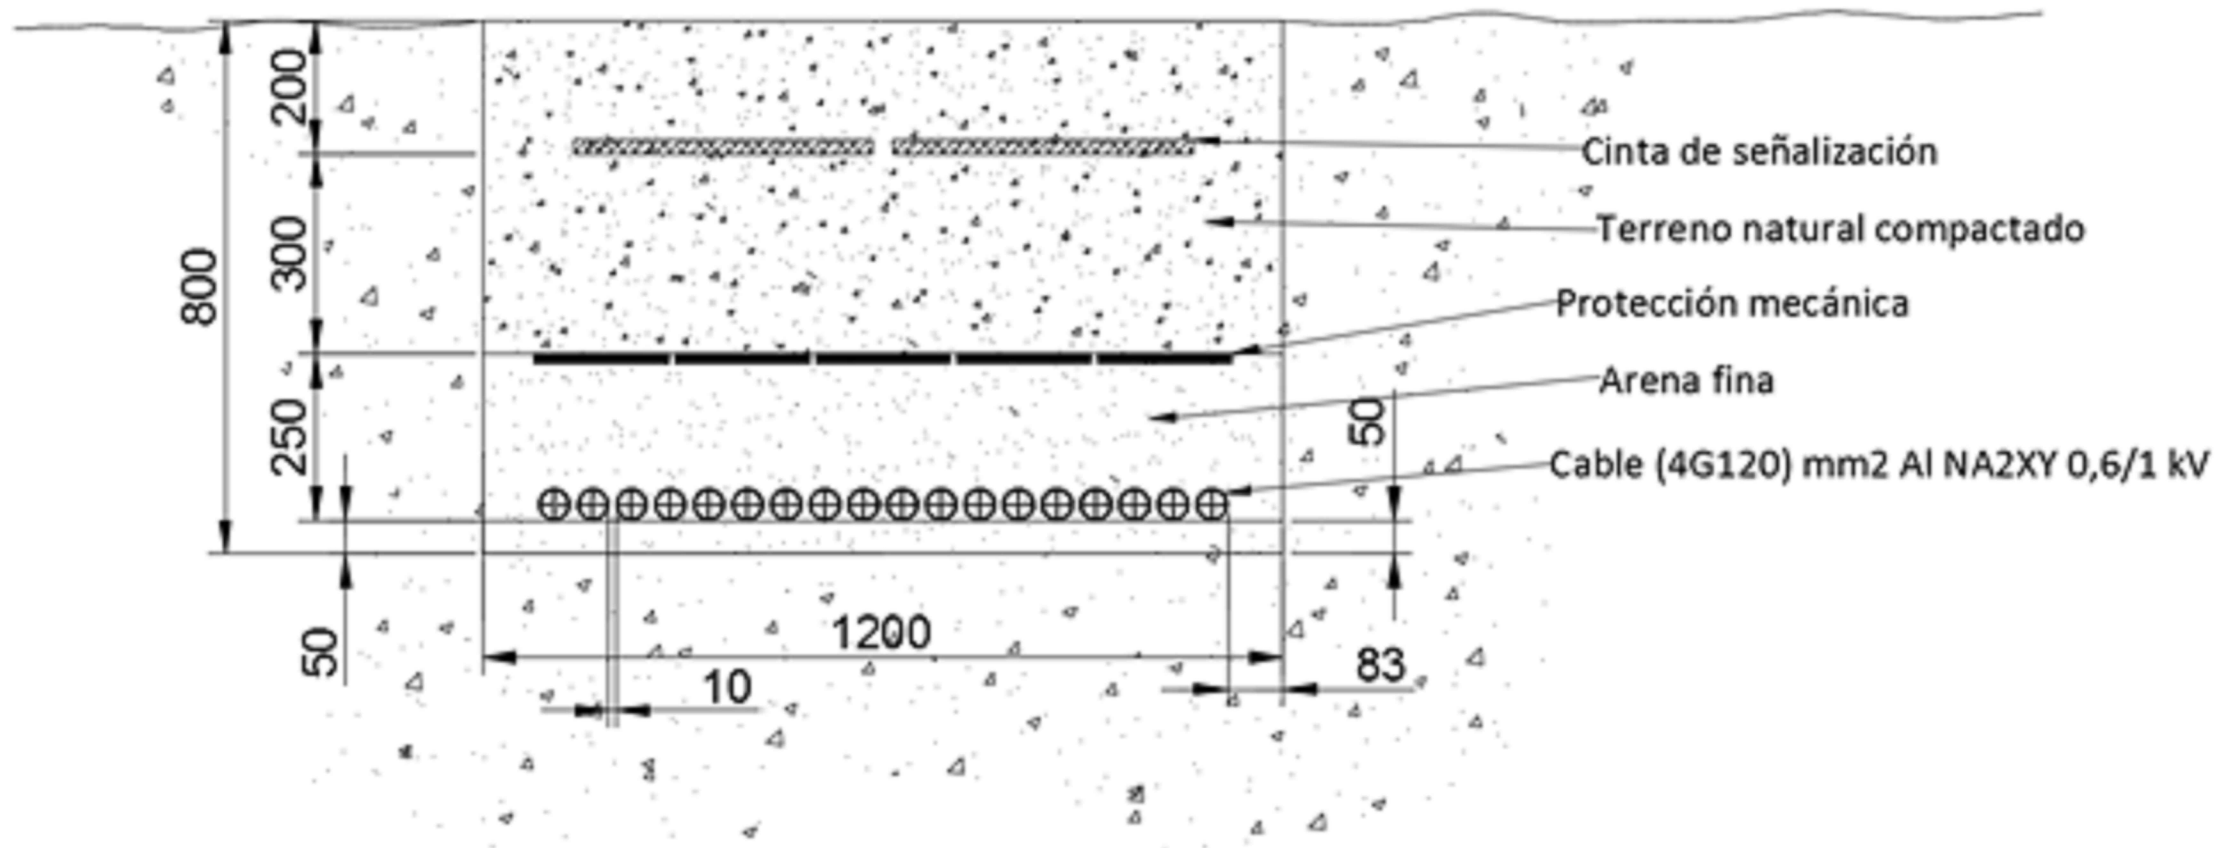 200
Cinta de señalización
Terreno natural compactado
300
800
Protección mecánica
Arena fina
250
50
Cable (4G120) mm2 Al NA2XY 0,6/1 kV
50
1200
83
10